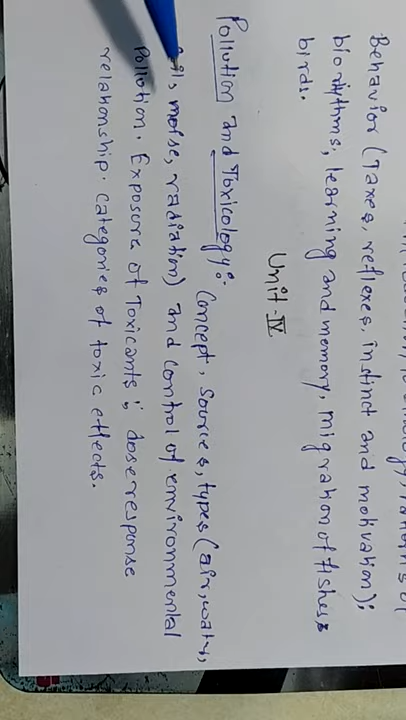 Behavior (Taxes, reflexes, instinct and motivation);
biorhythms, learning and memory, migration of fishes &
birds.
Unit-IV
Pollution and Toxicology:- Concept, Sources, types (air, water,
noise, radiation) and control of environmental
Pollution. Exposure of Toxicants; dose response
relationship. Categories of toxic effects.